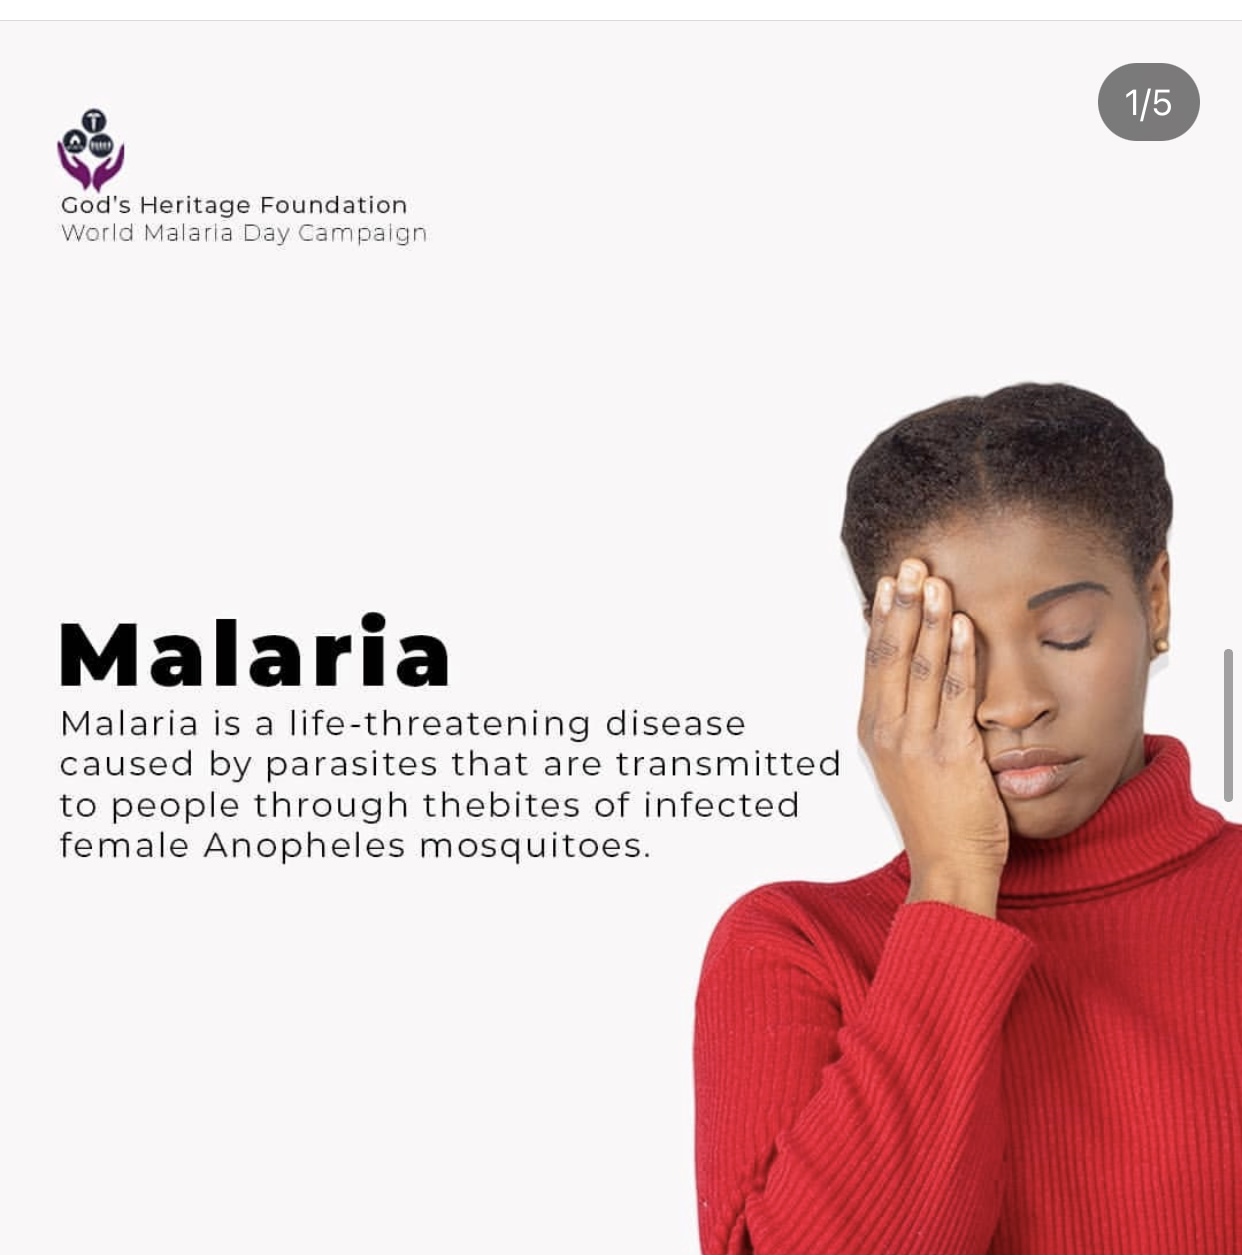 1/5
God's Heritage Foundation
World Malaria Day Campaign
Malaria
Malaria is a life-threatening disease
caused by parasites that are transmitted
to people through thebites of infected
female Anopheles mosquitoes.